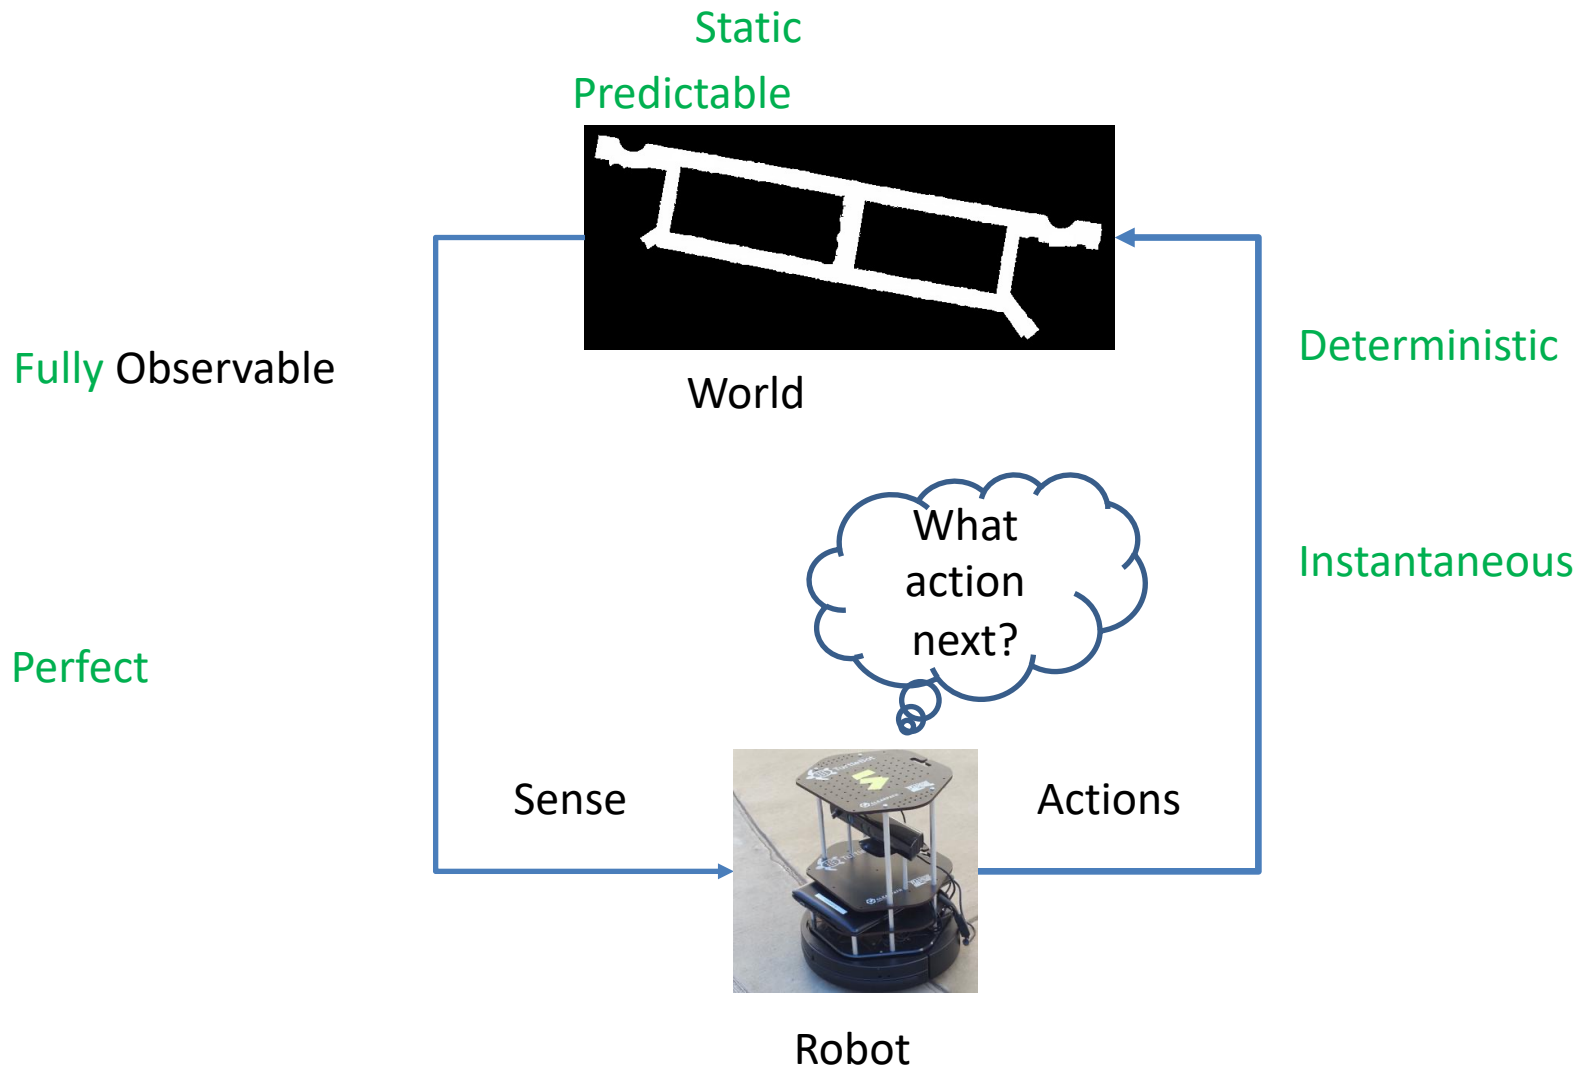 Static
Predictable
Fully Observable
World
Deterministic
What
action
next?
Instantaneous
Perfect
Sense
Actions
Robot